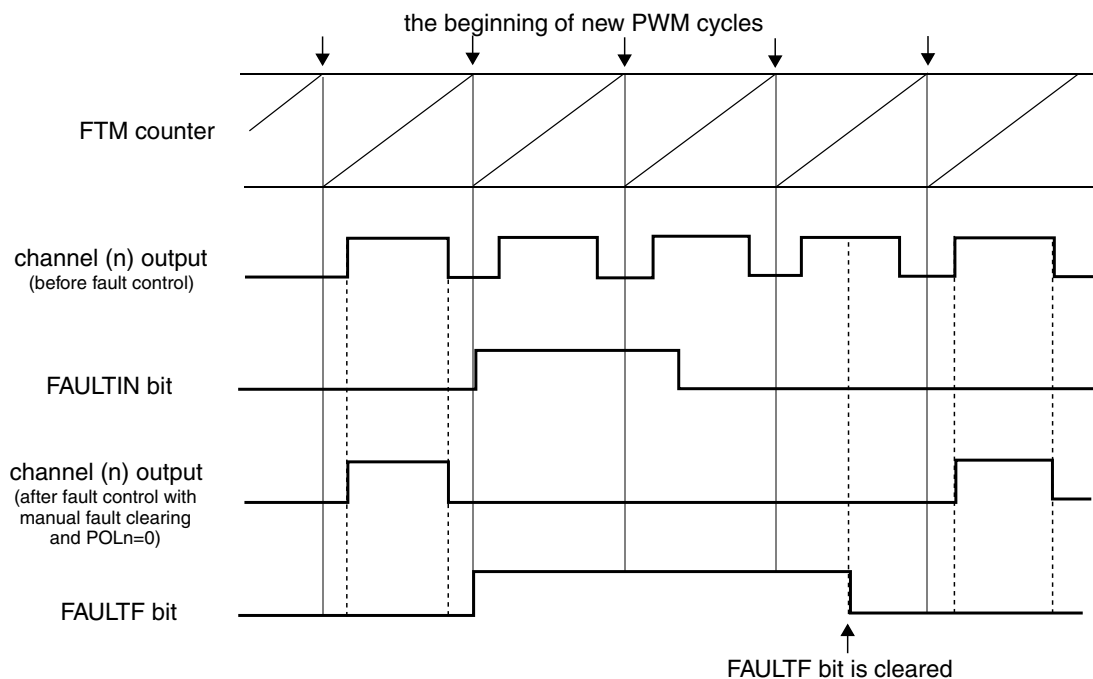 the beginning of new PWM cycles
FTM counter
channel (n) output
(before fault control)
FAULTIN bit
channel (n) output
(after fault control with
manual fault clearing
and POLn=0)
FAULTF bit
FAULTF bit is cleared